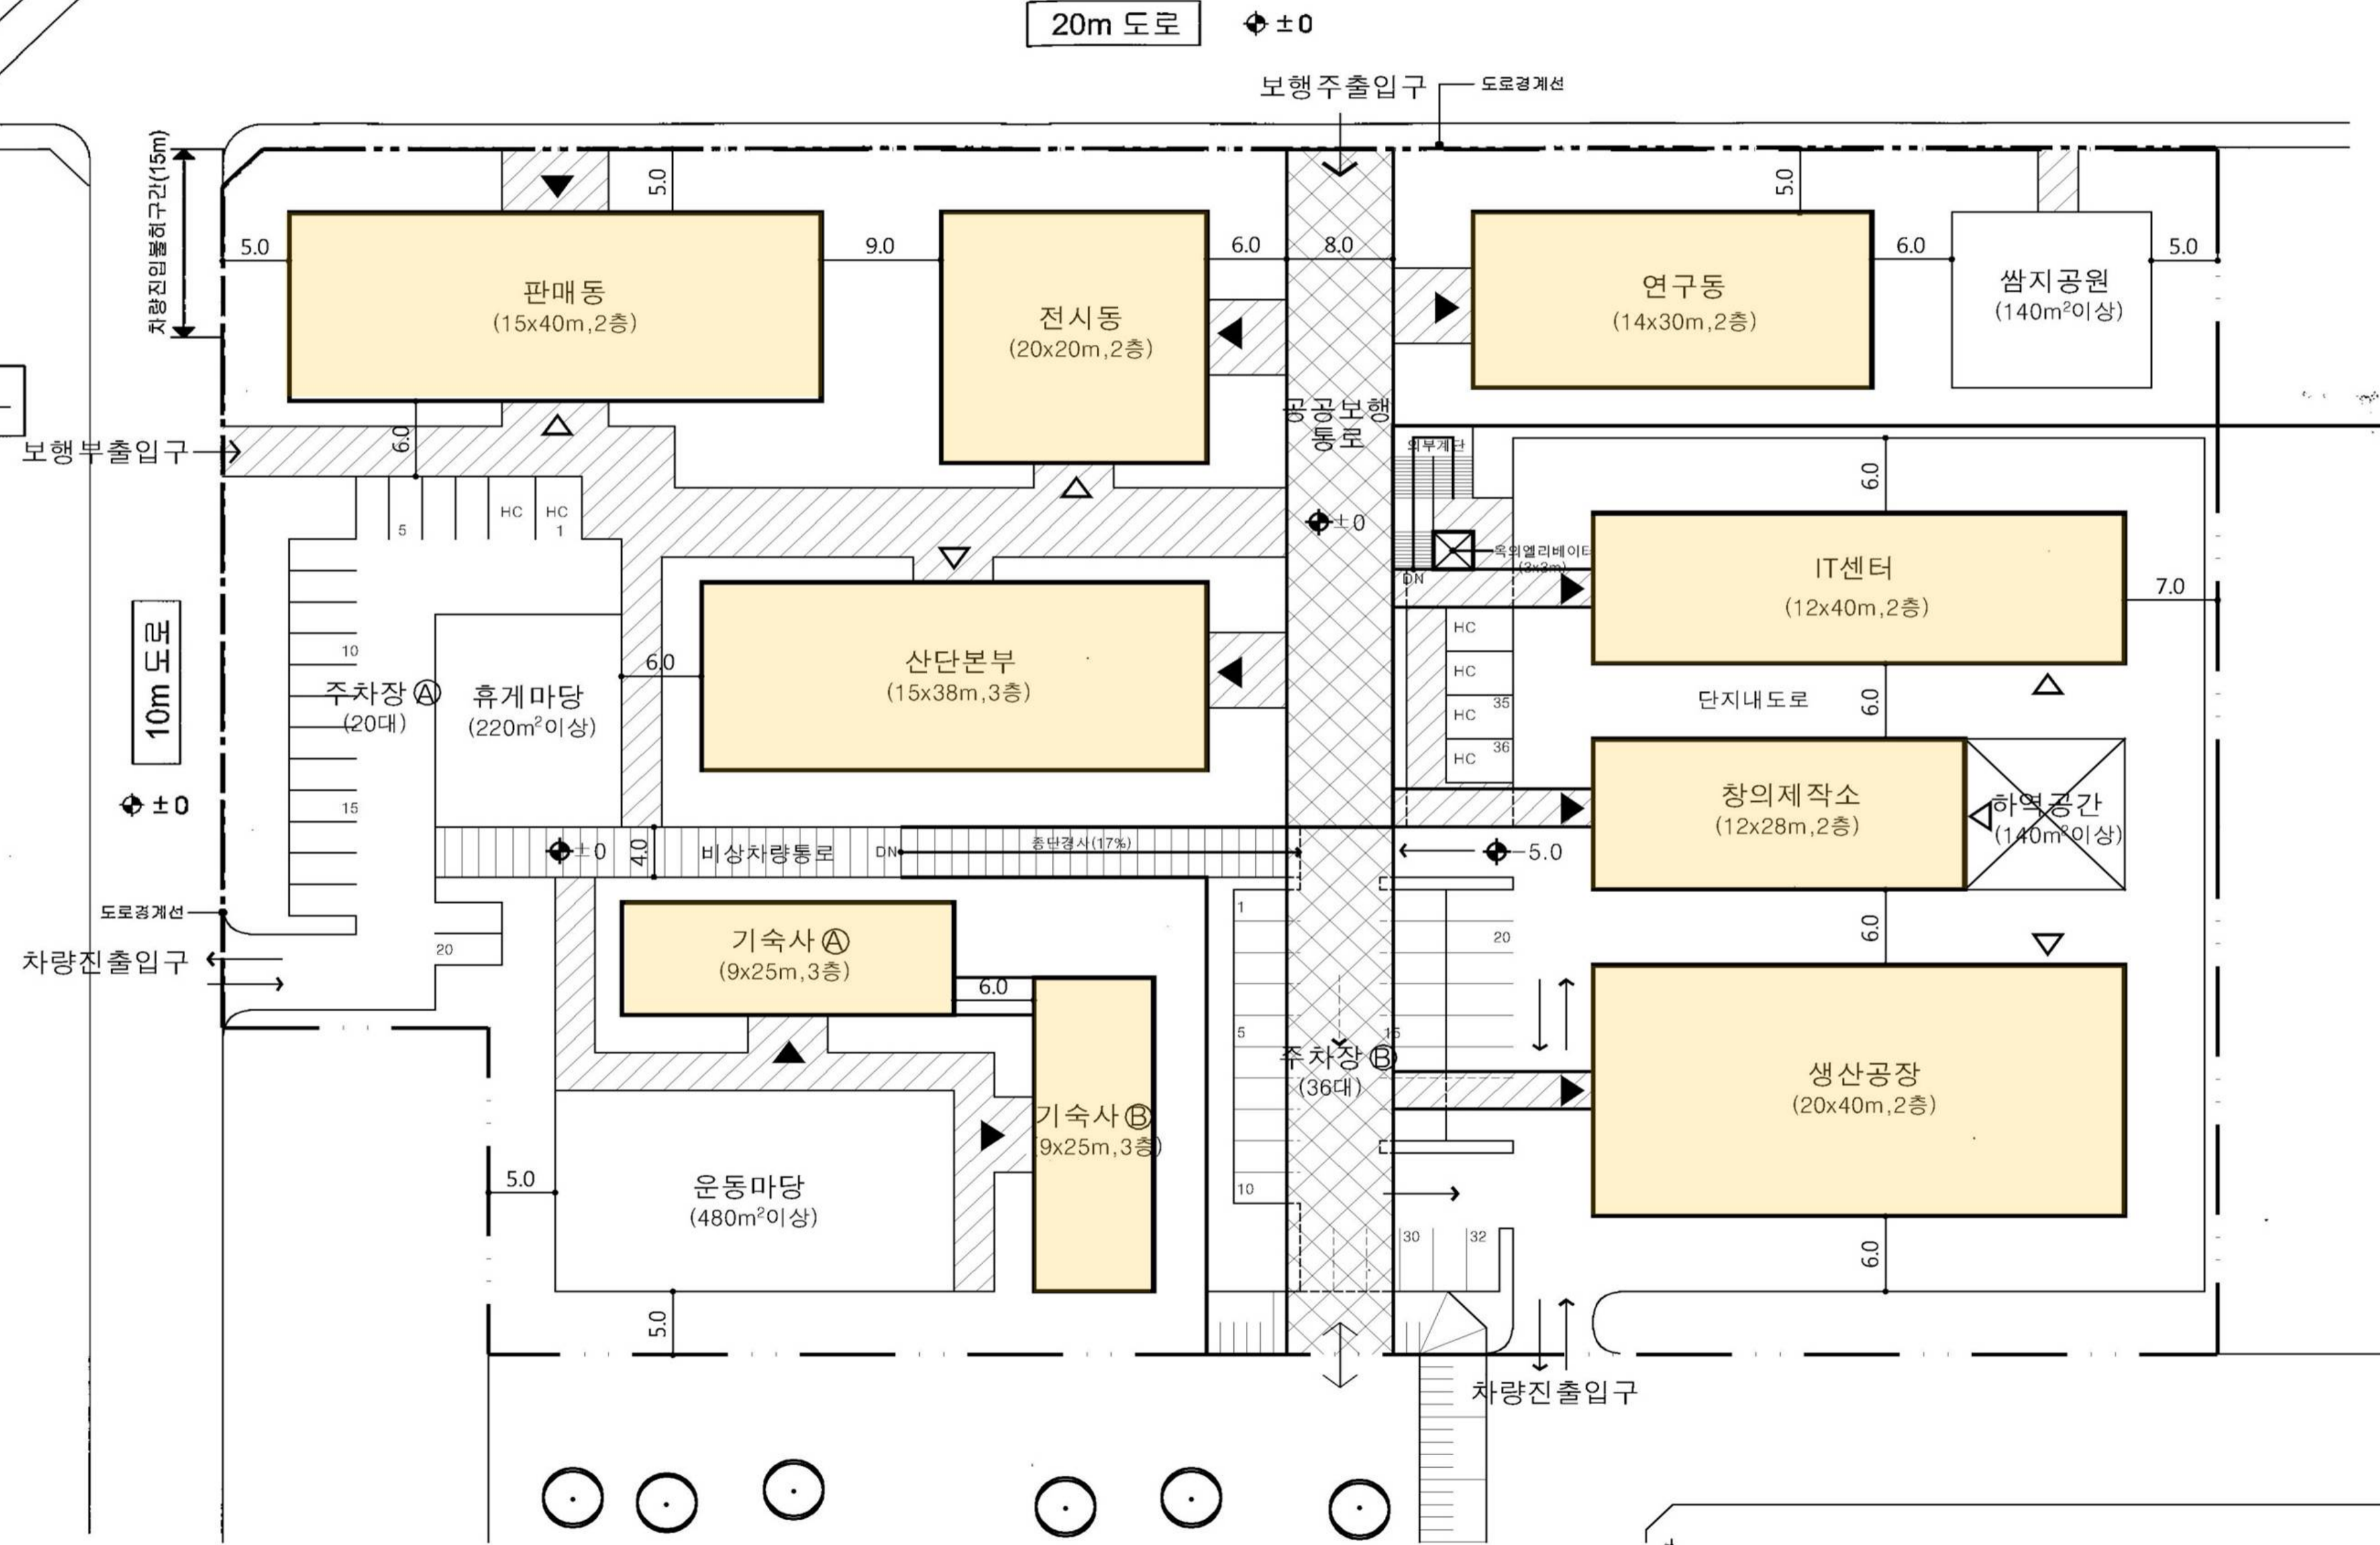 20m 도로
±0
보행주출입구
도로경계선
차량진입불허구간(15m)
5.0
5.0
5.0
9.0
6.0
8.0
6.0
5.0
판매동
(15x40m,2층)
전시동
(20x20m,2층)
연구동
(14x30m,2층)
쌈지공원
(140m²이상)
보행부출입구
6.0
공공보행
통로
외부계단
6.0
5
HC
HC
1
±0
옥외엘리베이터
(3x3m)
DN
IT센터
(12x40m,2층)
7.0
10m 도로
±0
10
주차장 Ⓐ
(20대)
15
휴게마당
(220m²이상)
6.0
산단본부
(15x38m,3층)
HC
HC
HC
35
HC
36
단지내도로
6.0
창의제작소
(12x28m,2층)
하역공간
(140m²이상)
±0
4.0
비상차량통로
DN
종단경사(17%)
-5.0
도로경계선
차량진출입구
20
기숙사Ⓐ
(9x25m,3층)
6.0
1
5
10
20
15
6.0
주차장Ⓑ
(36대)
기숙사Ⓑ
(9x25m,3층)
생산공장
(20x40m,2층)
5.0
운동마당
(480m²이상)
5.0
30
32
6.0
차량진출입구